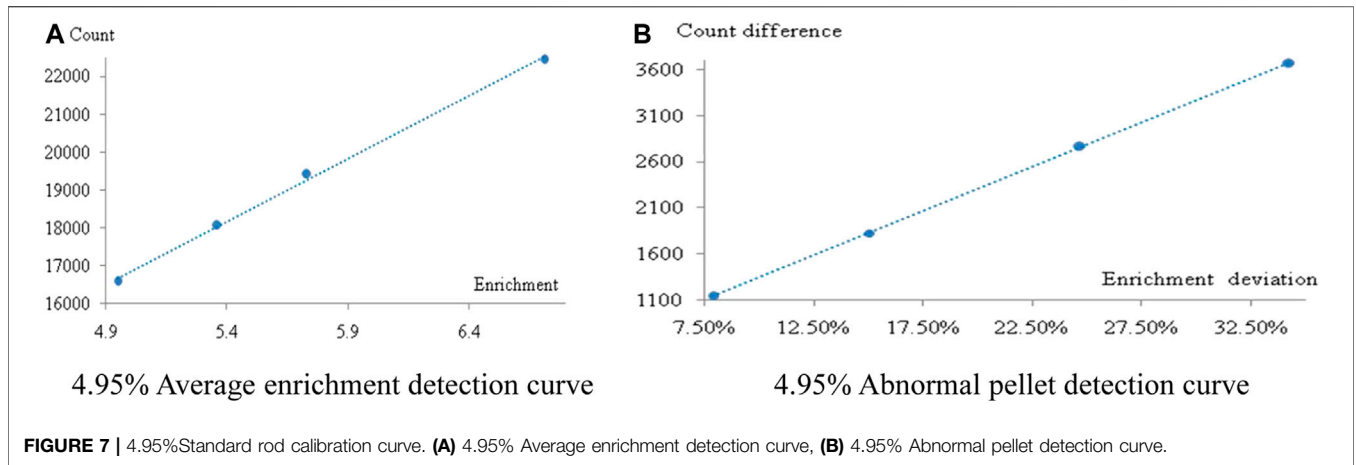 A Count
22000
21000
20000
19000
18000
17000
16000
Enrichment
4.9 5.4 5.9 6.4
4.95% Average enrichment detection curve
B Count difference
3600
3100
2600
2100
1600
1100
Enrichment deviation
7.50% 12.50% 17.50% 22.50% 27.50% 32.50%
4.95% Abnormal pellet detection curve
FIGURE 7 | 4.95%Standard rod calibration curve. (A) 4.95% Average enrichment detection curve, (B) 4.95% Abnormal pellet detection curve.